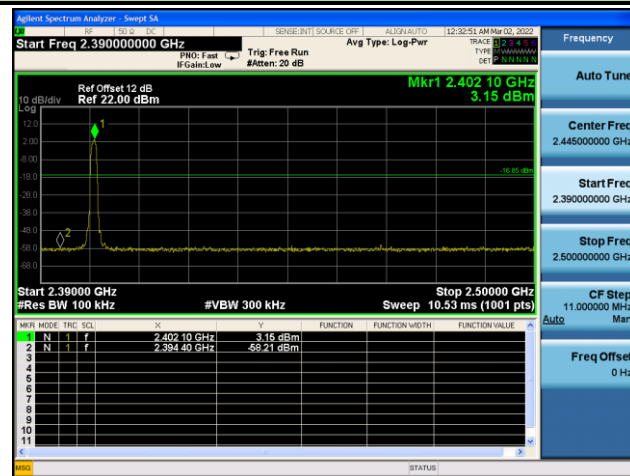 Agilent Spectrum Analyzer - Swept SA
RF 50 Ω DC SENSE:INT SOURCE OFF ALIGN AUTO 12:32:51 AM Mar 02, 2022
Start Freq 2.390000000 GHz
PNO: Fast
IFGain:Low
Trig: Free Run
#Atten: 20 dB
Avg Type: Log-Pwr
TRACE 1 2 3 4 5 6
TYPE M
DET P N N N N N
Ref Offset 12 dB
Ref 22.00 dBm
10 dB/div
Log
Mkr1 2.402 10 GHz
3.15 dBm
12.0
2.00
-8.00
-18.0
-28.0
-38.0
-48.0
-58.0
-68.0
1
2
-16.85 dBm
Start 2.39000 GHz Stop 2.50000 GHz
#Res BW 100 kHz #VBW 300 kHz Sweep 10.53 ms (1001 pts)
MKR MODE TRC SCL X Y FUNCTION FUNCTION WIDTH FUNCTION VALUE
1 N 1 f 2.402 10 GHz 3.15 dBm
2 N 1 f 2.394 40 GHz -58.21 dBm
3
4
5
6
7
8
9
10
11
MSG STATUS
Frequency
Auto Tune
Center Freq
2.445000000 GHz
Start Freq
2.390000000 GHz
Stop Freq
2.500000000 GHz
CF Step
11.000000 MHz
Auto Man
Freq Offset
0 Hz